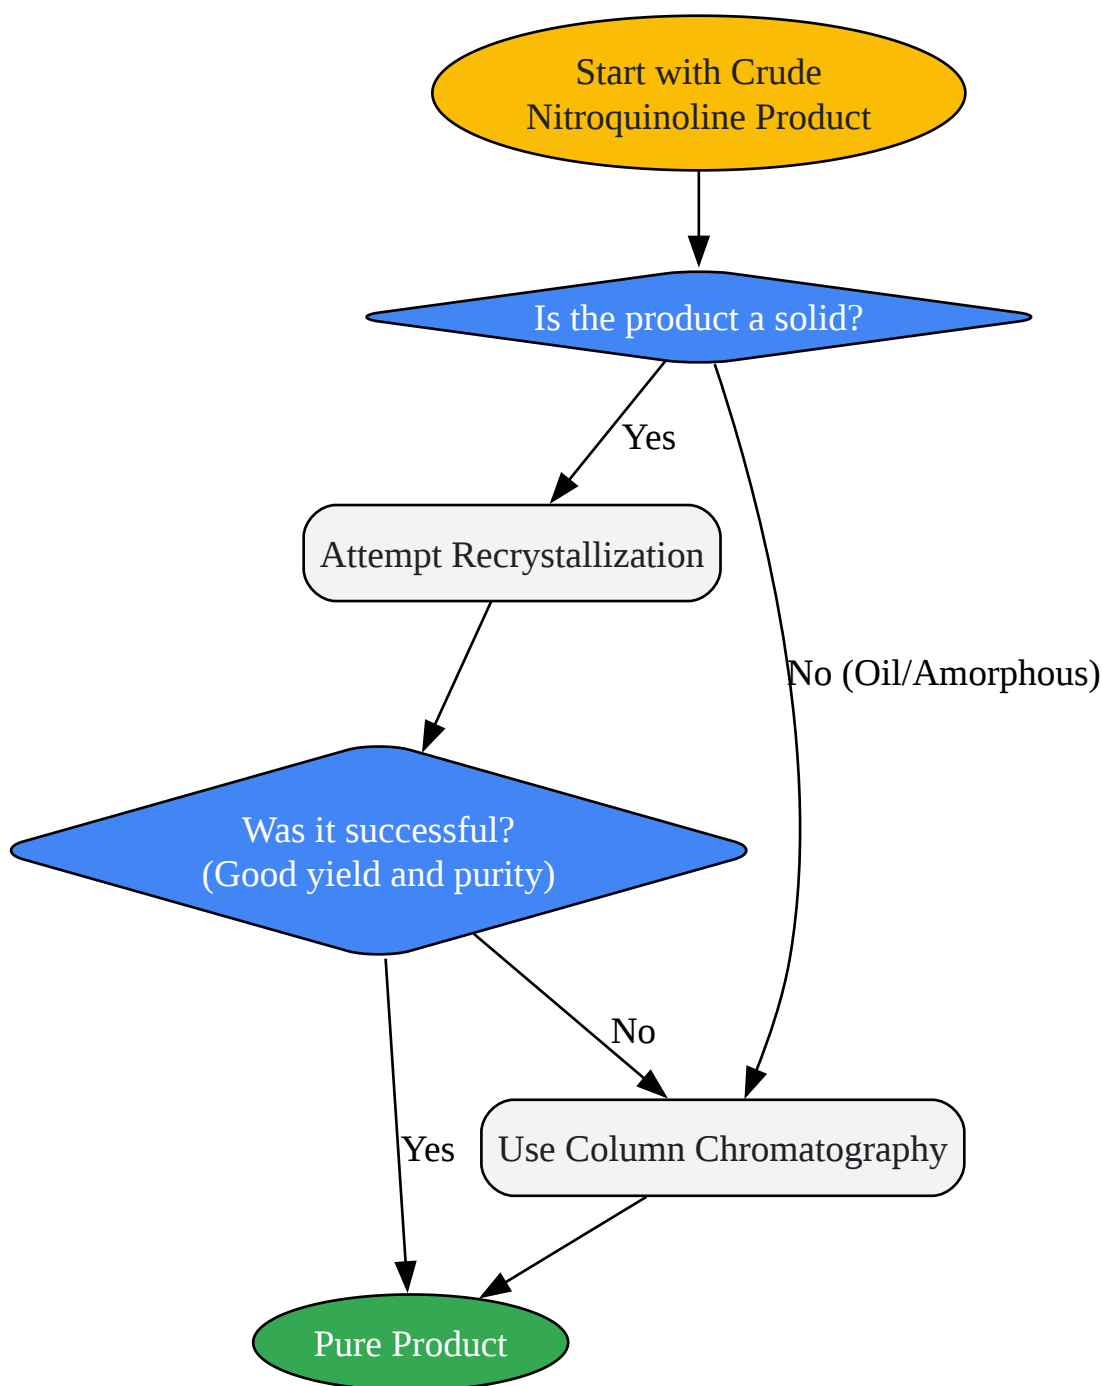 Start with Crude
Nitroquinoline Product
Is the product a solid?
Yes
Attempt Recrystallization
No (Oil/Amorphous)
Was it successful?
(Good yield and purity)
No
Yes
Use Column Chromatography
Pure Product